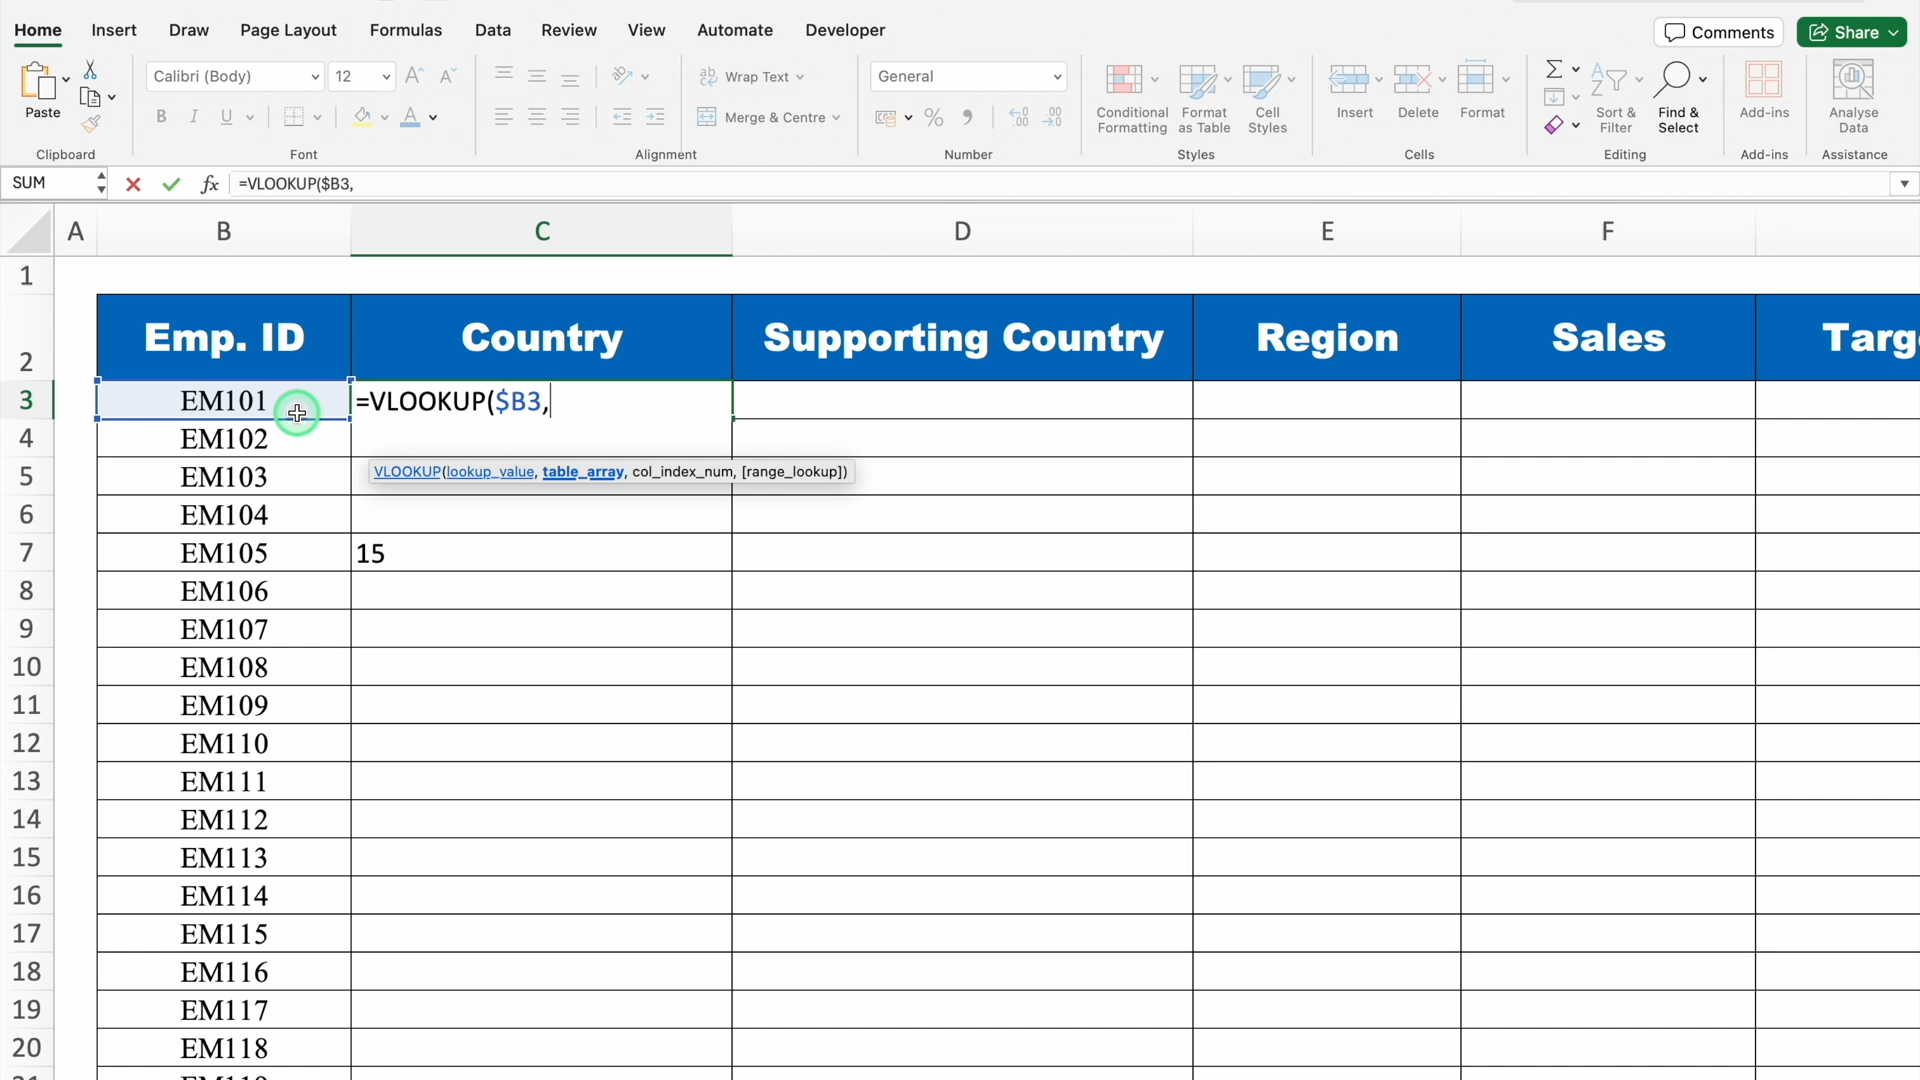 Home Insert Draw Page Layout Formulas Data Review View Automate Developer Comments Share
Calibri (Body) 12 Wrap Text General
Paste B I U Merge & Centre % Conditional Formatting Format as Table Cell Styles Insert Delete Format Sort & Filter Find & Select Add-ins Analyse Data
Clipboard Font Alignment Number Styles Cells Editing Add-ins Assistance
SUM fx =VLOOKUP($B3,
A B C D E F
1
2 Emp. ID Country Supporting Country Region Sales Targ
3 EM101 =VLOOKUP($B3,
4 EM102
VLOOKUP(lookup_value, table_array, col_index_num, [range_lookup])
5 EM103
6 EM104
7 EM105 15
8 EM106
9 EM107
10 EM108
11 EM109
12 EM110
13 EM111
14 EM112
15 EM113
16 EM114
17 EM115
18 EM116
19 EM117
20 EM118